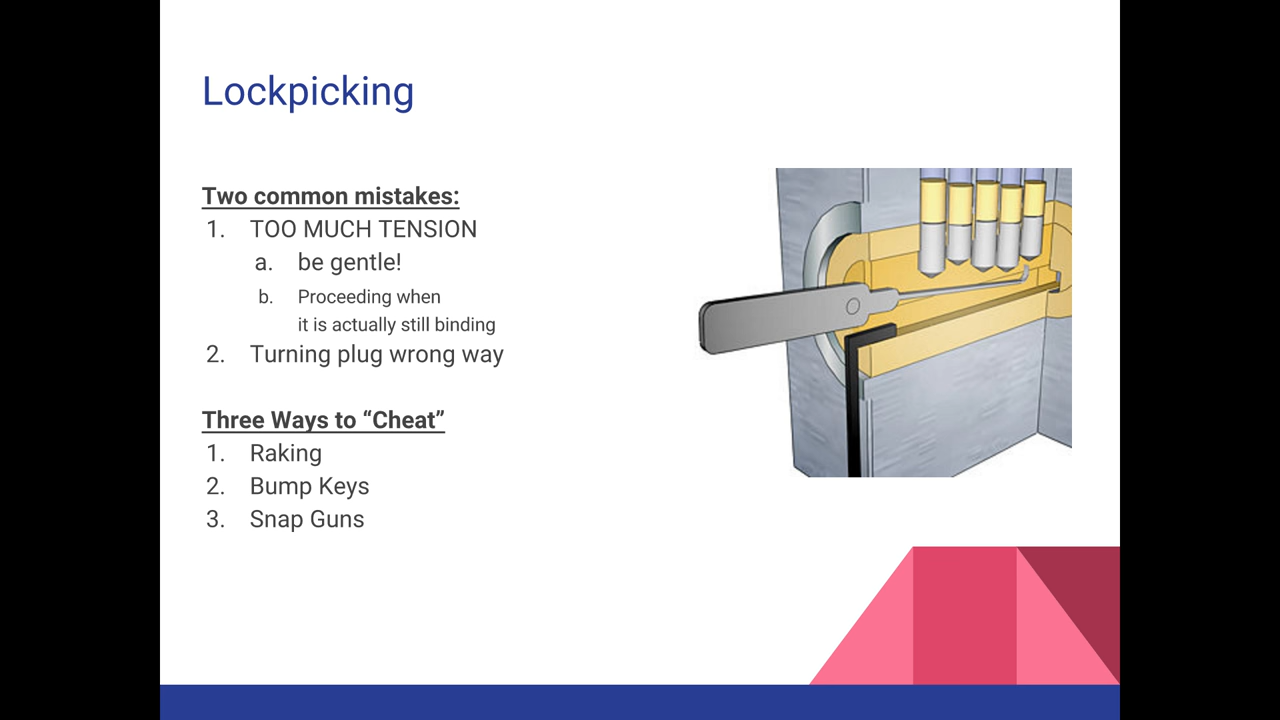 Lockpicking
Two common mistakes:
1. TOO MUCH TENSION
a. be gentle!
b. Proceeding when
it is actually still binding
2. Turning plug wrong way
Three Ways to “Cheat”
1. Raking
2. Bump Keys
3. Snap Guns